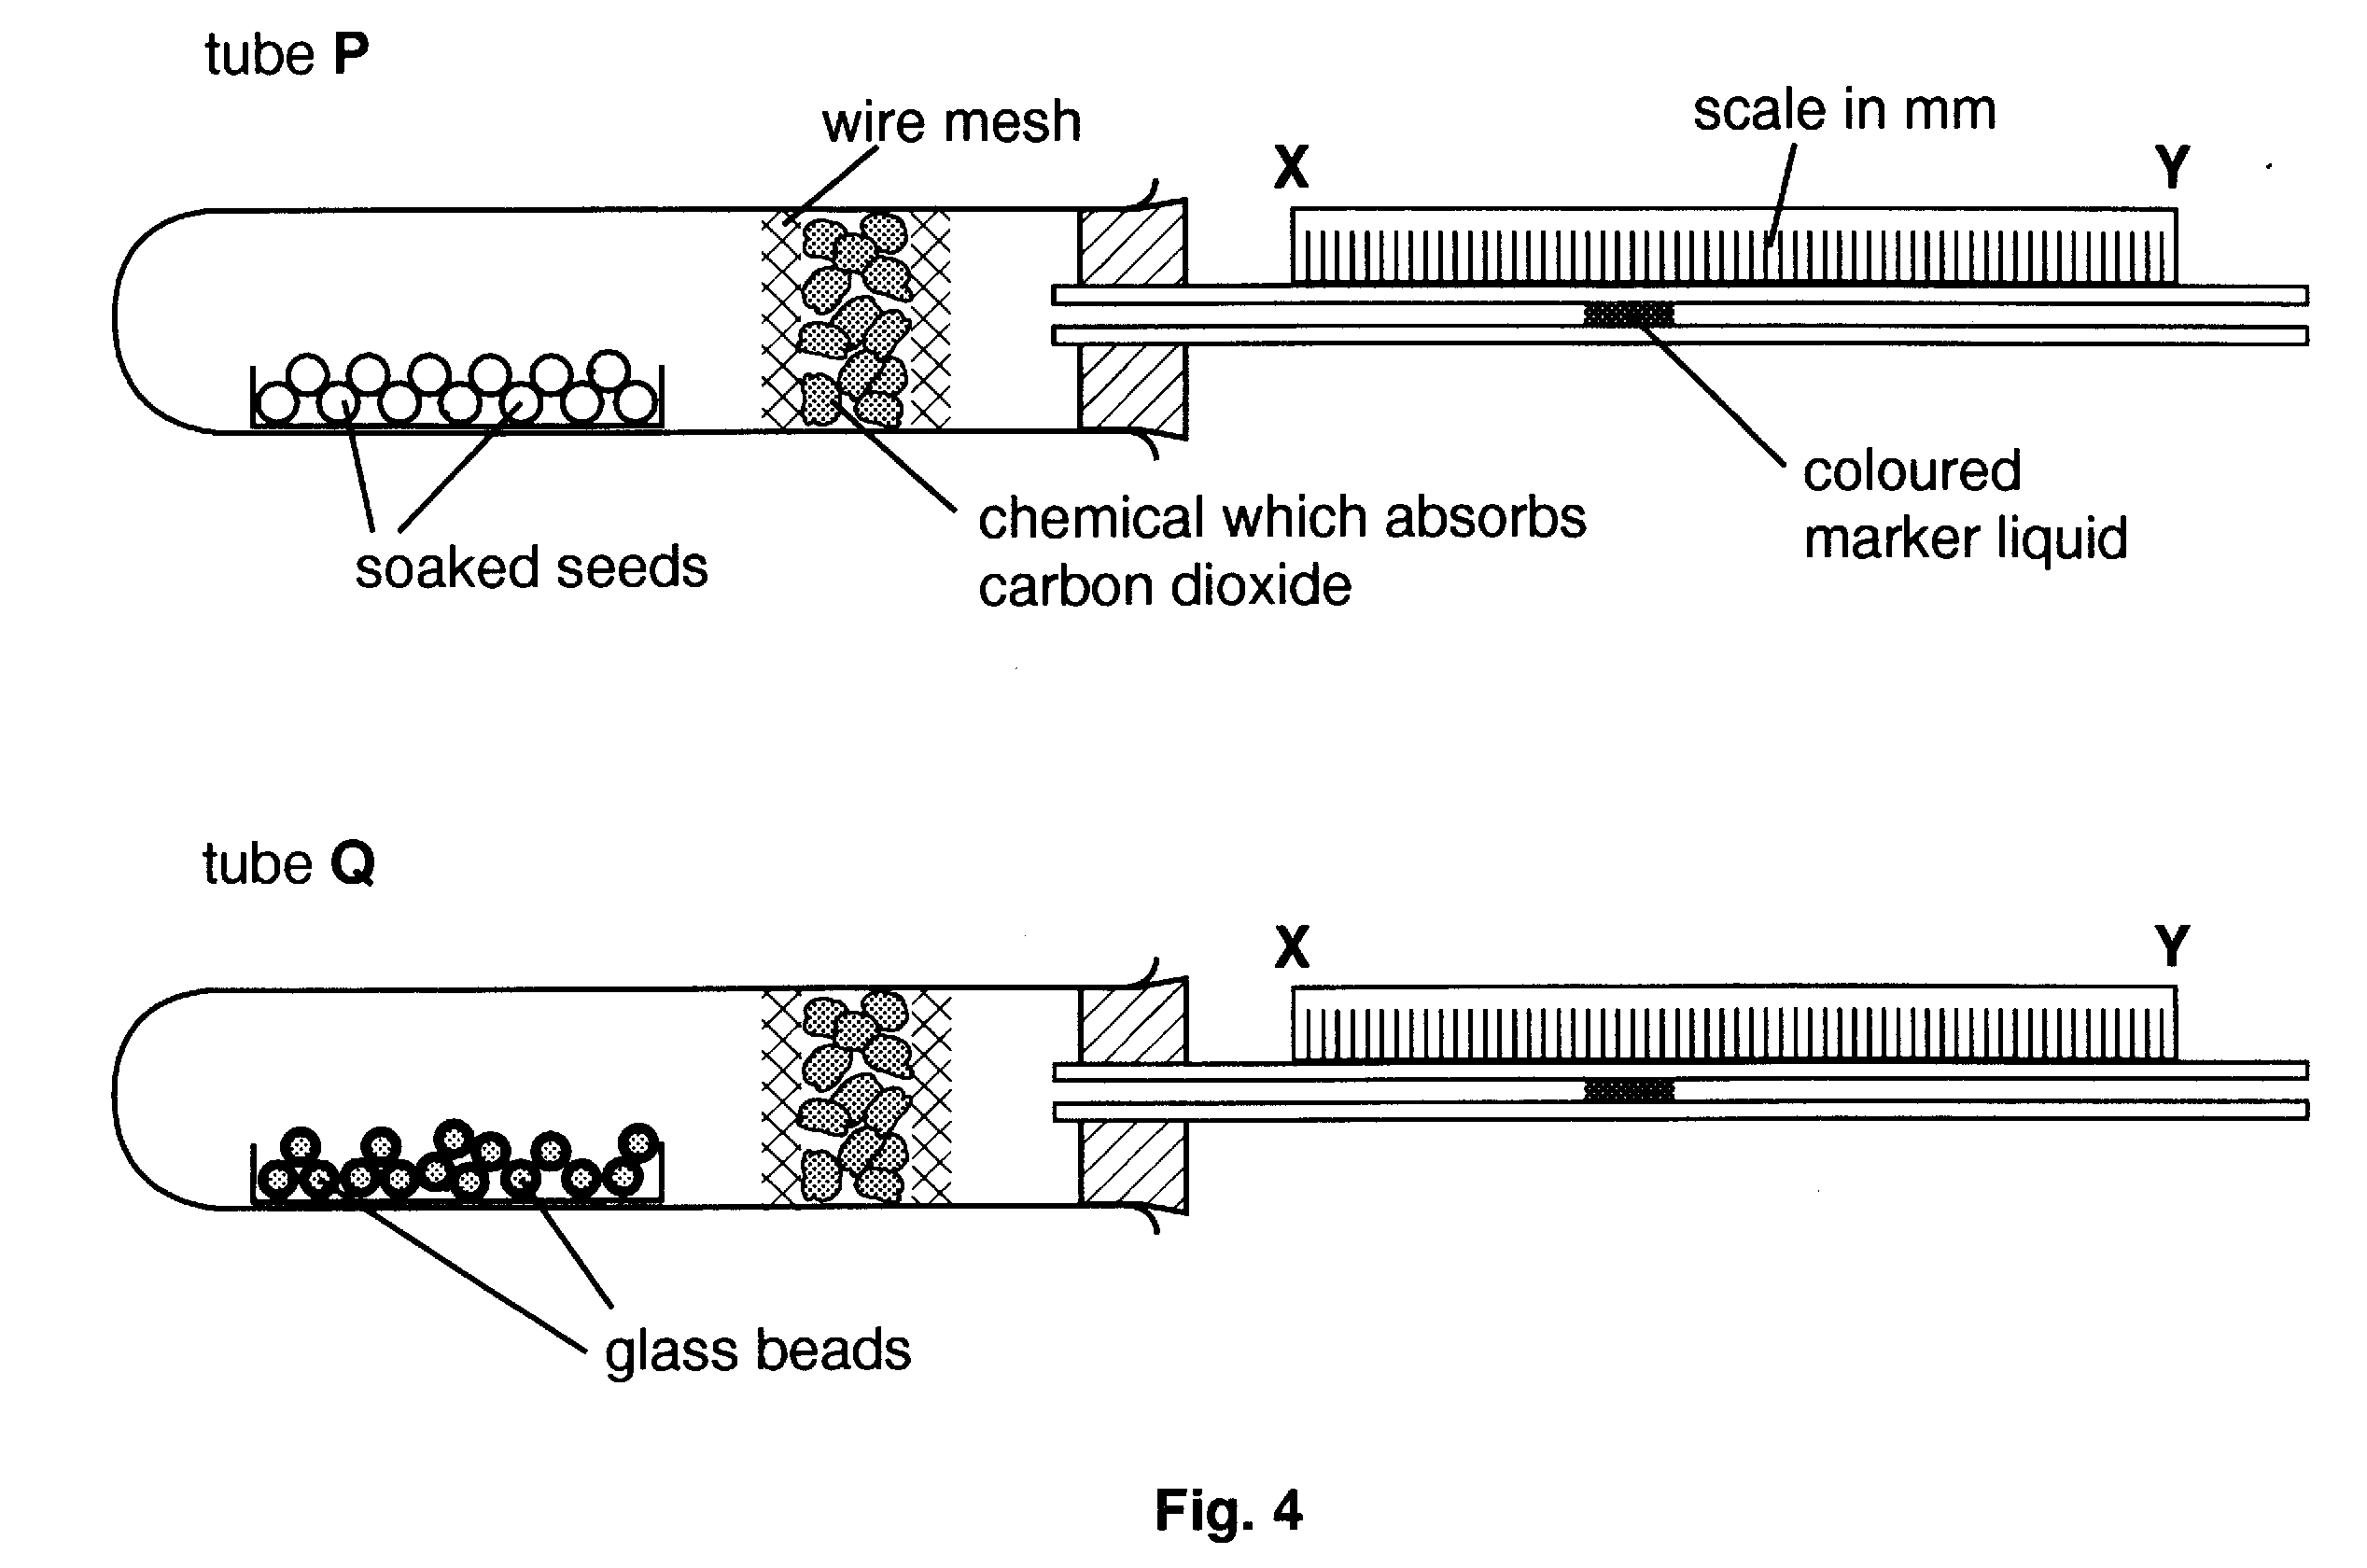 tube P
wire mesh
scale in mm
X
Y
coloured
marker liquid
chemical which absorbs
carbon dioxide
soaked seeds
tube Q
X
Y
glass beads
Fig. 4